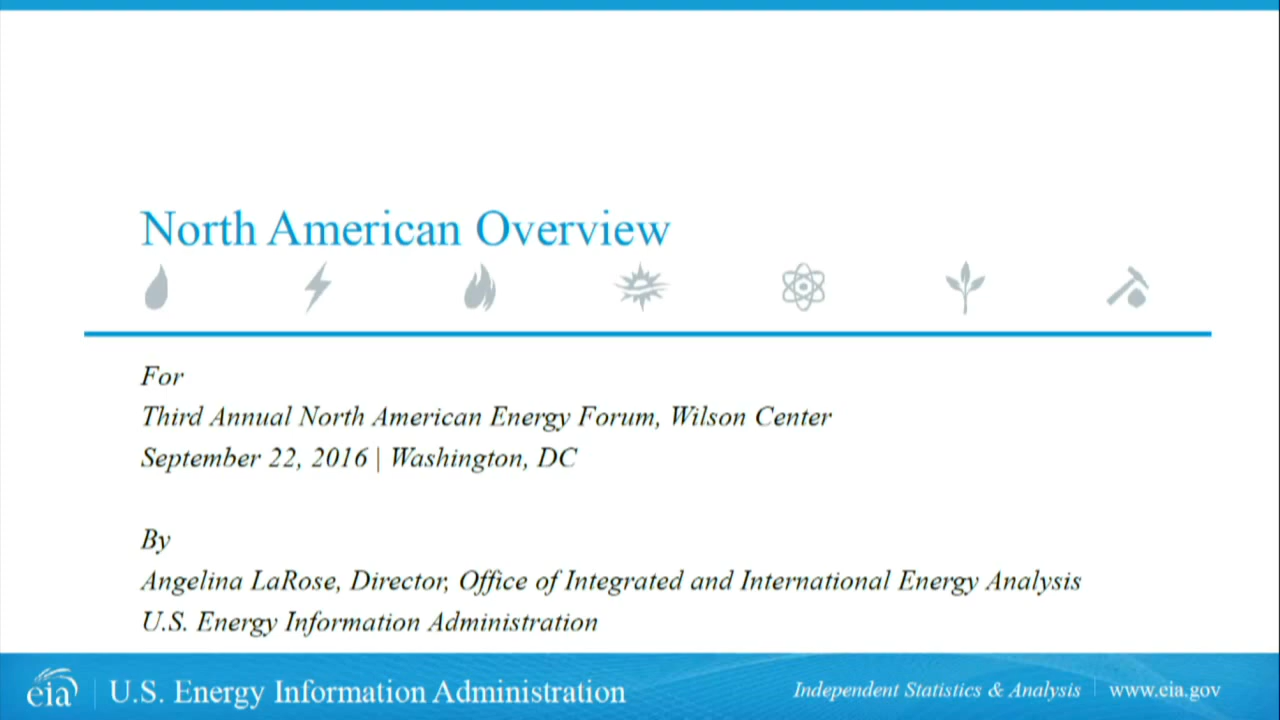 North American Overview
For
Third Annual North American Energy Forum, Wilson Center
September 22, 2016 | Washington, DC
By
Angelina LaRose, Director, Office of Integrated and International Energy Analysis
U.S. Energy Information Administration
eia U.S. Energy Information Administration
Independent Statistics & Analysis www.eia.gov